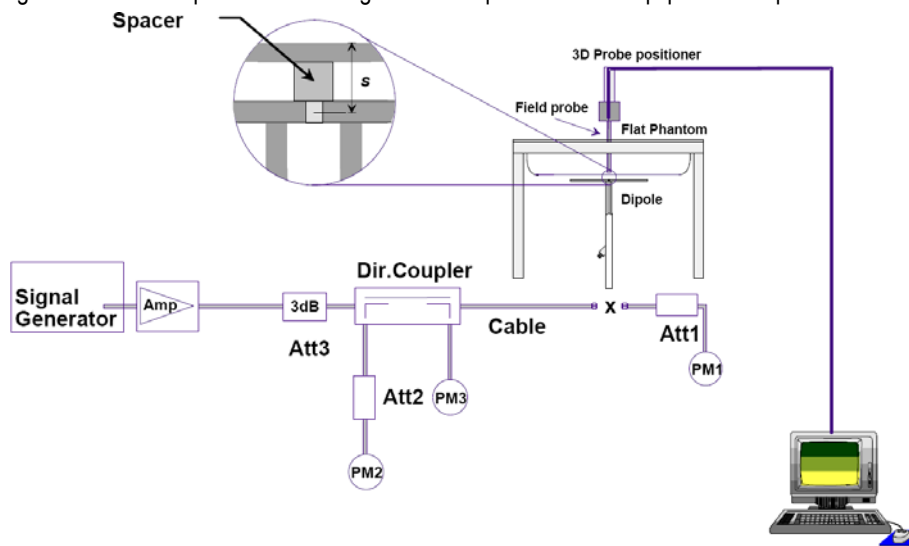 Spacer
s
3D Probe positioner
Field probe
Flat Phantom
Dipole
Signal
Generator
Amp
3dB
Att3
Dir.Coupler
Cable
X
Att1
PM1
Att2
PM3
PM2